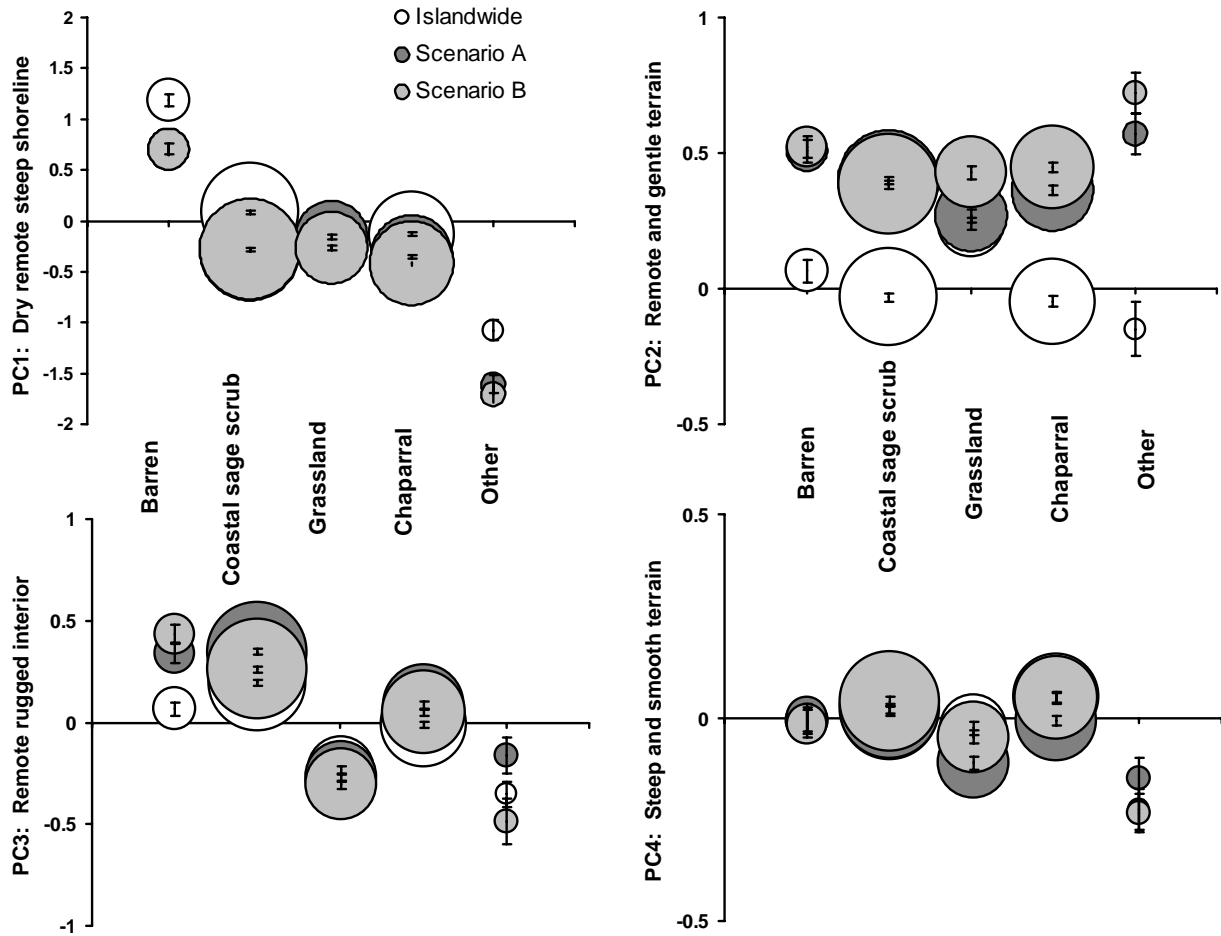 PC1: Dry remote steep shoreline
2
1.5
1
0.5
0
-0.5
-1
-1.5
-2
Islandwide
Scenario A
Scenario B
Barren
Coastal sage scrub
Grassland
Chaparral
Other
PC2: Remote and gentle terrain
1
0.5
0
-0.5
Barren
Coastal sage scrub
Grassland
Chaparral
Other
PC3: Remote rugged interior
1
0.5
0
-0.5
-1
PC4: Steep and smooth terrain
0.5
0
-0.5